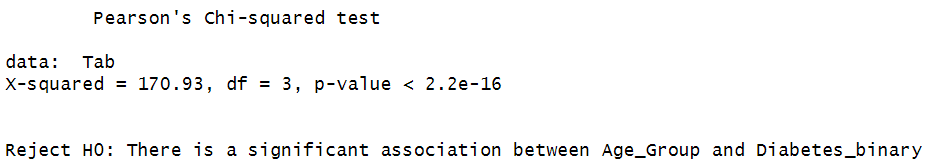 Pearson's Chi-squared test
data:  Tab
X-squared = 170.93, df = 3, p-value < 2.2e-16
Reject H0: There is a significant association between Age_Group and Diabetes_binary